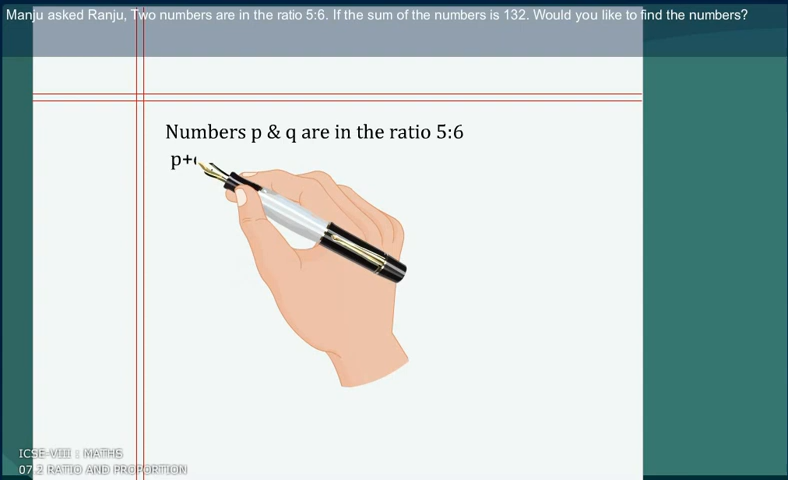 Manju asked Ranju, Two numbers are in the ratio 5:6. If the sum of the numbers is 132. Would you like to find the numbers?
Numbers p & q are in the ratio 5:6
p+
ICSE-VIII : MATHS
07.2 RATIO AND PROPORTION